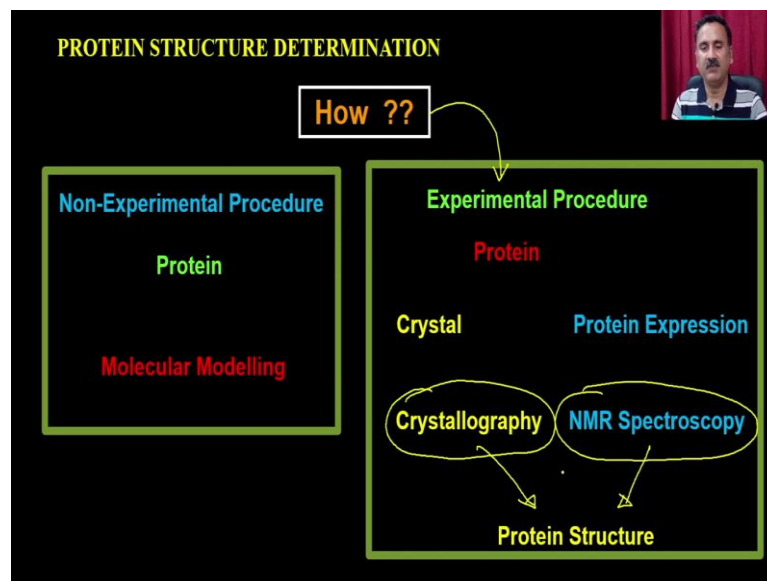 PROTEIN STRUCTURE DETERMINATION
How ??
Non-Experimental Procedure
Protein
Molecular Modelling
Experimental Procedure
Protein
Crystal
Protein Expression
Crystallography
NMR Spectroscopy
Protein Structure